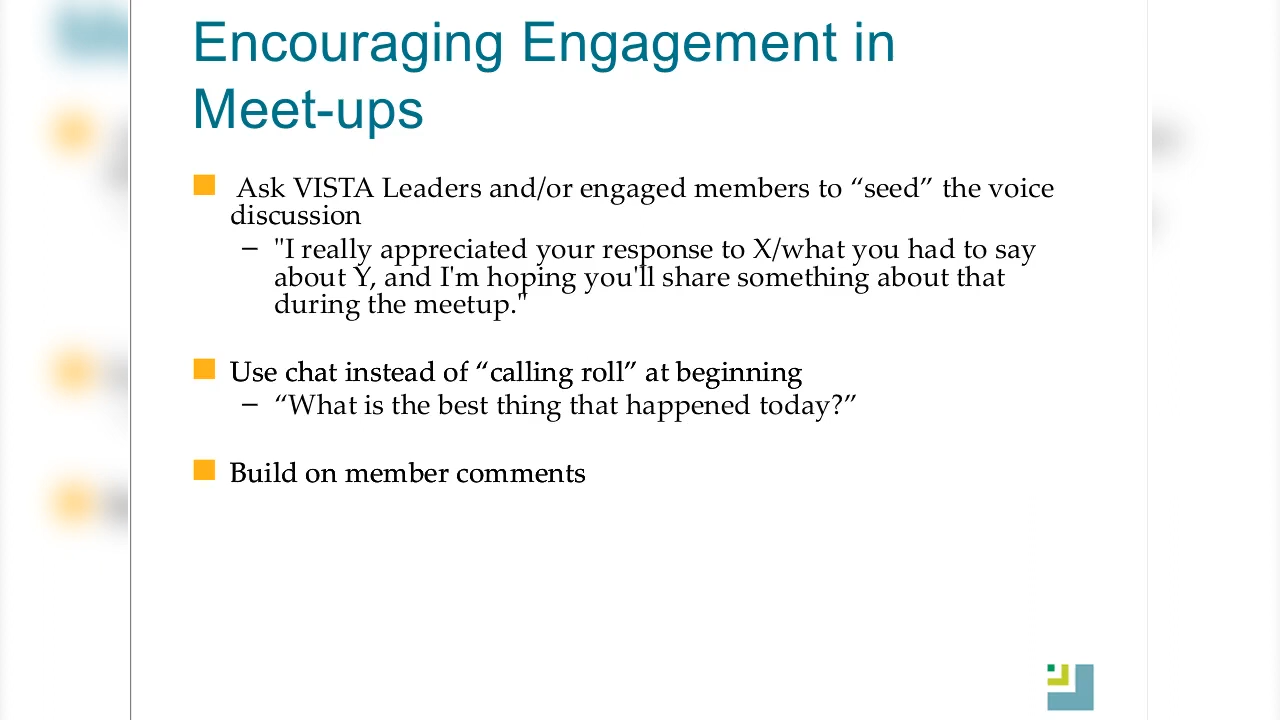 Encouraging Engagement in
Meet-ups
Ask VISTA Leaders and/or engaged members to “seed” the voice
discussion
– "I really appreciated your response to X/what you had to say
about Y, and I'm hoping you'll share something about that
during the meetup."
Use chat instead of “calling roll” at beginning
– “What is the best thing that happened today?”
Build on member comments